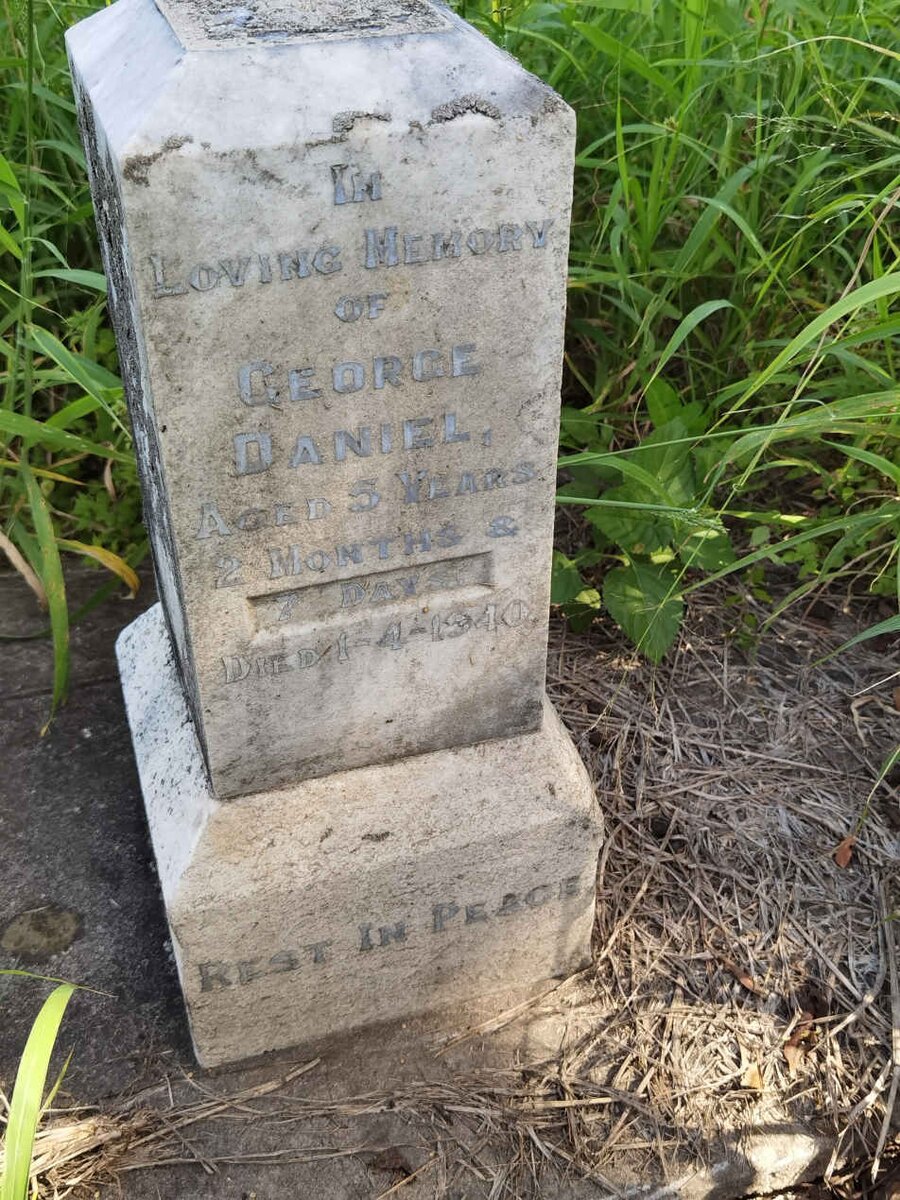 IN
LOVING MEMORY
OF
GEORGE
DANIEL,
AGED 5 YEARS
2 MONTHS &
7 DAYS.
DIED 1-4-1940.
REST IN PEACE.